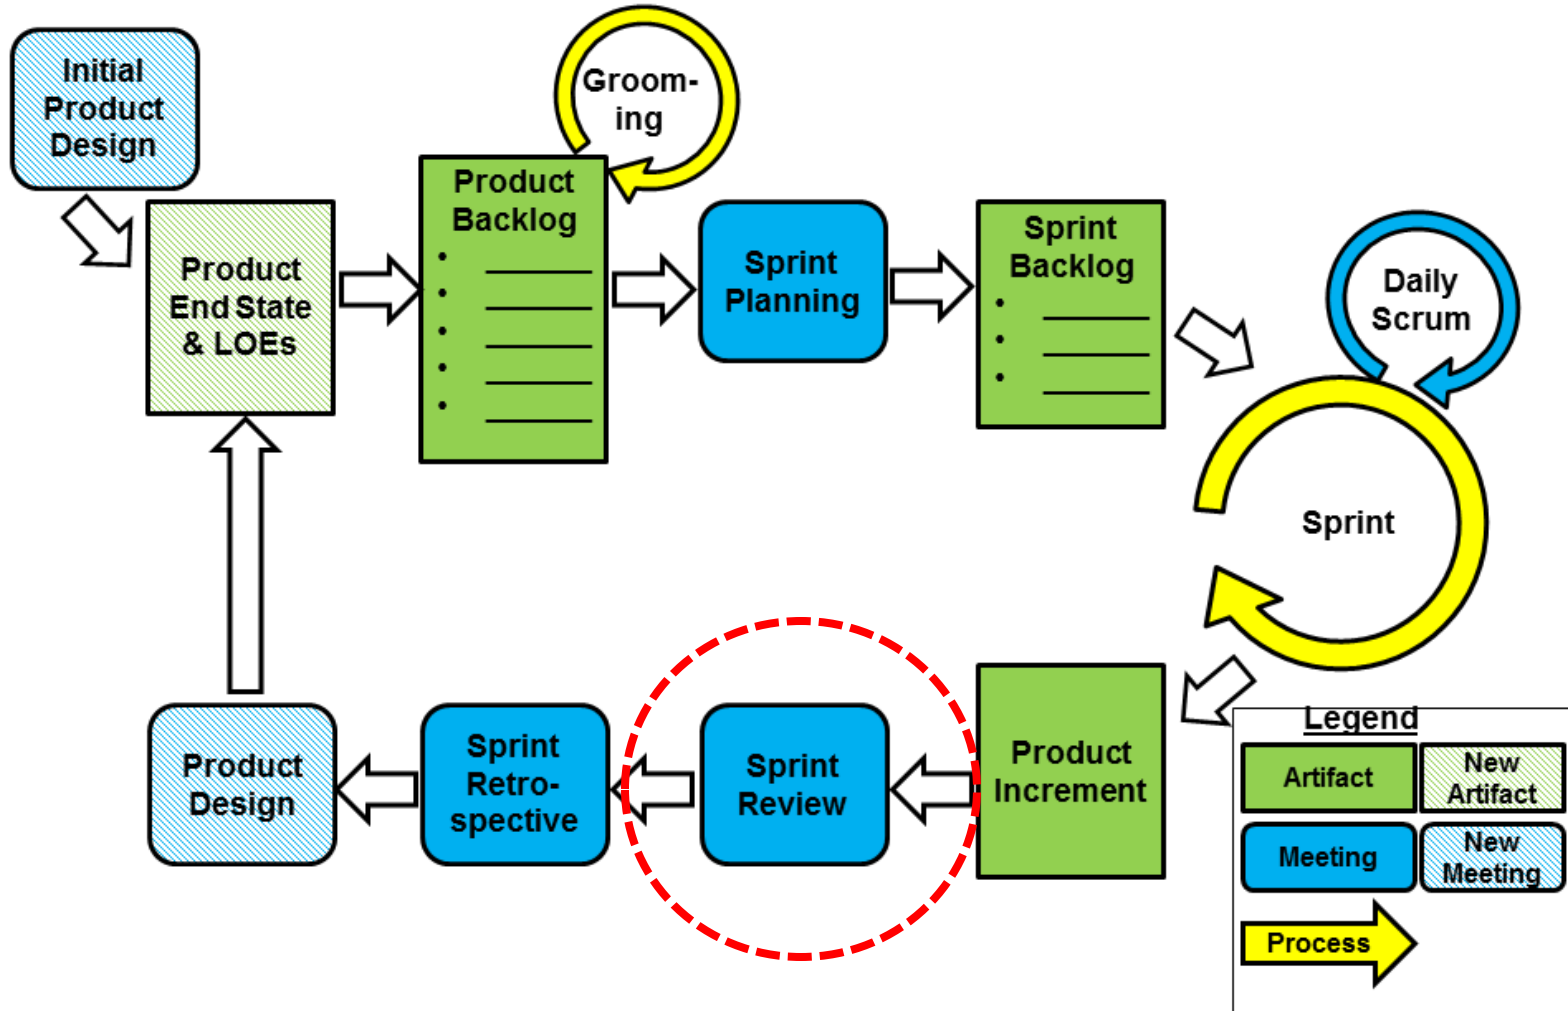 Initial
Product
Design
Groom-
ing
Product
End State
& LOEs
Product
Backlog
Sprint
Planning
Sprint
Backlog
Daily
Scrum
Sprint
Product
Design
Sprint
Retro-
spective
Sprint
Review
Product
Increment
Legend
Artifact
New
Artifact
Meeting
New
Meeting
Process